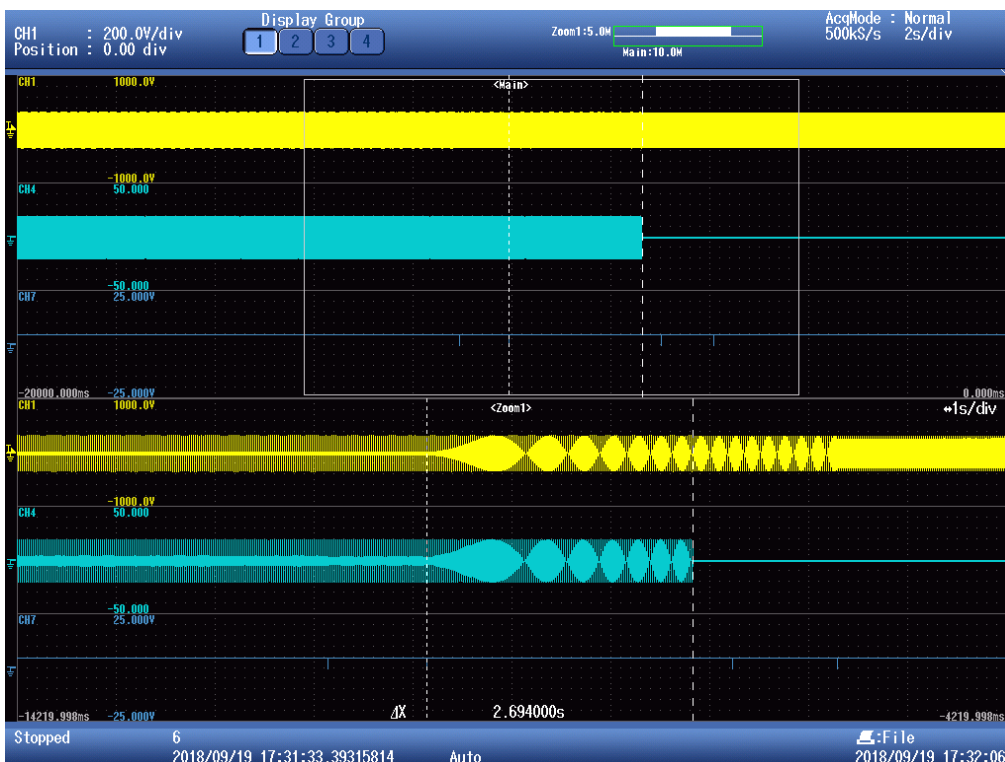 CH1 : 200.0V/div
Position : 0.00 div
Display Group
1 2 3 4
Zoom1:5.0M
Main:10.0M
AcqMode : Normal
500kS/s 2s/div
CH1 1000.0V
<Main>
-1000.0V
CH4 50.000
-50.000
CH7 25.000V
-20000.000ms -25.000V 0.000ms
CH1 1000.0V
<Zoom1>
⇔1s/div
-1000.0V
CH4 50.000
-50.000
CH7 25.000V
-14219.998ms -25.000V ΔX 2.694000s -4219.998ms
Stopped 6
2018/09/19 17:31:33.39315814 Auto
:File
2018/09/19 17:32:06